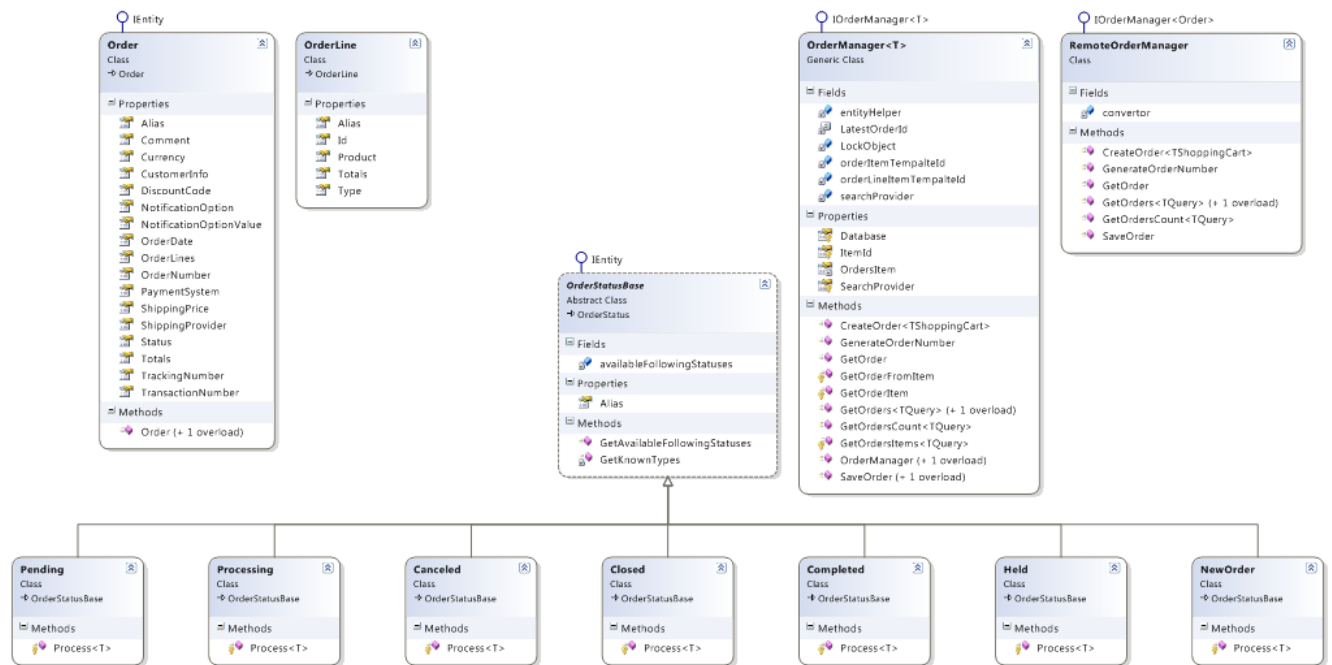 IEntity
Order
Class
Order
Properties
Alias
Comment
Currency
CustomerInfo
DiscountCode
NotificationOption
NotificationOptionValue
OrderDate
OrderLines
OrderNumber
PaymentSystem
ShippingPrice
ShippingProvider
Status
Totals
TrackingNumber
TransactionNumber
Methods
Order (+ 1 overload)
OrderLine
Class
OrderLine
Properties
Alias
Id
Product
Totals
Type
IEntity
OrderStatusBase
Abstract Class
OrderStatus
Fields
availableFollowingStatuses
Properties
Alias
Methods
GetAvailableFollowingStatuses
GetKnownTypes
IOrderManager<T>
OrderManager<T>
Generic Class
Fields
entityHelper
LatestOrderId
LockObject
orderItemTempalteId
orderLineItemTempalteId
searchProvider
Properties
Database
ItemId
OrdersItem
SearchProvider
Methods
CreateOrder<TShoppingCart>
GenerateOrderNumber
GetOrder
GetOrderFromItem
GetOrderItem
GetOrders<TQuery> (+ 1 overload)
GetOrdersCount<TQuery>
GetOrdersItems<TQuery>
OrderManager (+ 1 overload)
SaveOrder (+ 1 overload)
IOrderManager<Order>
RemoteOrderManager
Class
Fields
convertor
Methods
CreateOrder<TShoppingCart>
GenerateOrderNumber
GetOrder
GetOrders<TQuery> (+ 1 overload)
GetOrdersCount<TQuery>
SaveOrder
Pending
Class
OrderStatusBase
Methods
Process<T>
Processing
Class
OrderStatusBase
Methods
Process<T>
Canceled
Class
OrderStatusBase
Methods
Process<T>
Closed
Class
OrderStatusBase
Methods
Process<T>
Completed
Class
OrderStatusBase
Methods
Process<T>
Held
Class
OrderStatusBase
Methods
Process<T>
NewOrder
Class
OrderStatusBase
Methods
Process<T>